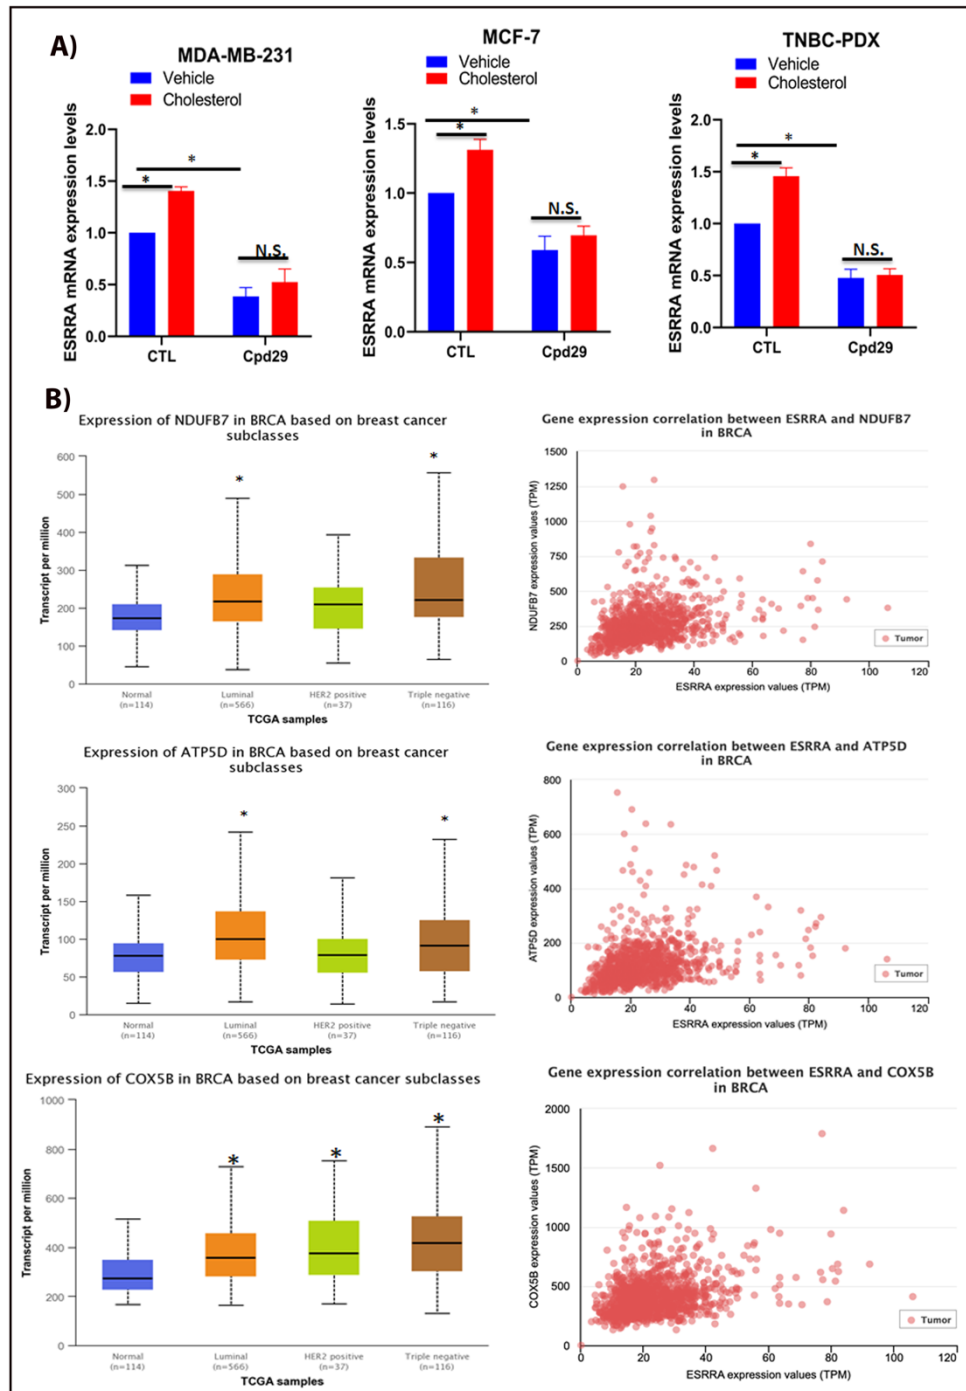 A)
MDA-MB-231
Vehicle
Cholesterol
ESRRA mRNA expression levels
2.0
1.5
1.0
0.5
0.0
*
*
N.S.
CTL
Cpd29
MCF-7
Vehicle
Cholesterol
ESRRA mRNA expression levels
1.5
1.0
0.5
0.0
*
*
N.S.
CTL
Cpd29
TNBC-PDX
Vehicle
Cholesterol
ESRRA mRNA expression levels
2.0
1.5
1.0
0.5
0.0
*
*
N.S.
CTL
Cpd29
B)
Expression of NDUFB7 in BRCA based on breast cancer
subclasses
Transcript per million
600
500
400
300
200
100
0
*
*
Normal
(n=114)
Luminal
(n=566)
HER2 positive
(n=37)
Triple negative
(n=116)
TCGA samples
Gene expression correlation between ESRRA and NDUFB7
in BRCA
NDUFB7 expression values (TPM)
1500
1250
1000
750
500
250
0
0
20
40
60
80
100
120
Tumor
ESRRA expression values (TPM)
Expression of ATP5D in BRCA based on breast cancer
subclasses
Transcript per million
300
250
200
150
100
50
0
*
*
Normal
(n=114)
Luminal
(n=566)
HER2 positive
(n=37)
Triple negative
(n=116)
TCGA samples
Gene expression correlation between ESRRA and ATP5D
in BRCA
ATP5D expression values (TPM)
800
600
400
200
0
0
20
40
60
80
100
120
Tumor
ESRRA expression values (TPM)
Expression of COX5B in BRCA based on breast cancer subclasses
Transcript per million
1000
800
600
400
200
0
*
*
*
Normal
(n=114)
Luminal
(n=566)
HER2 positive
(n=37)
Triple negative
(n=116)
TCGA samples
Gene expression correlation between ESRRA and COX5B
in BRCA
COX5B expression values (TPM)
2000
1500
1000
500
0
0
20
40
60
80
100
120
Tumor
ESRRA expression values (TPM)